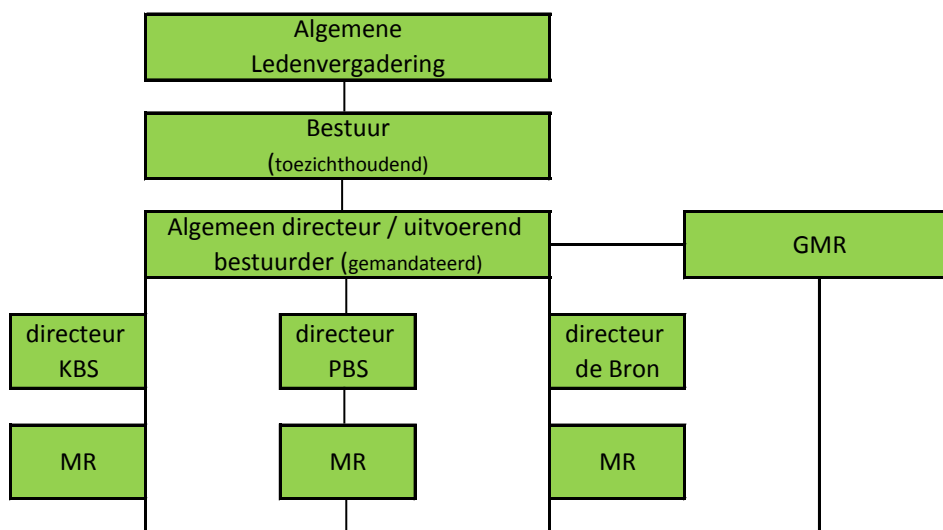 Algemene
Ledenvergadering
Bestuur
(toezichthoudend)
Algemeen directeur / uitvoerend
bestuurder (gemandateerd)
GMR
directeur
KBS
directeur
PBS
directeur
de Bron
MR
MR
MR